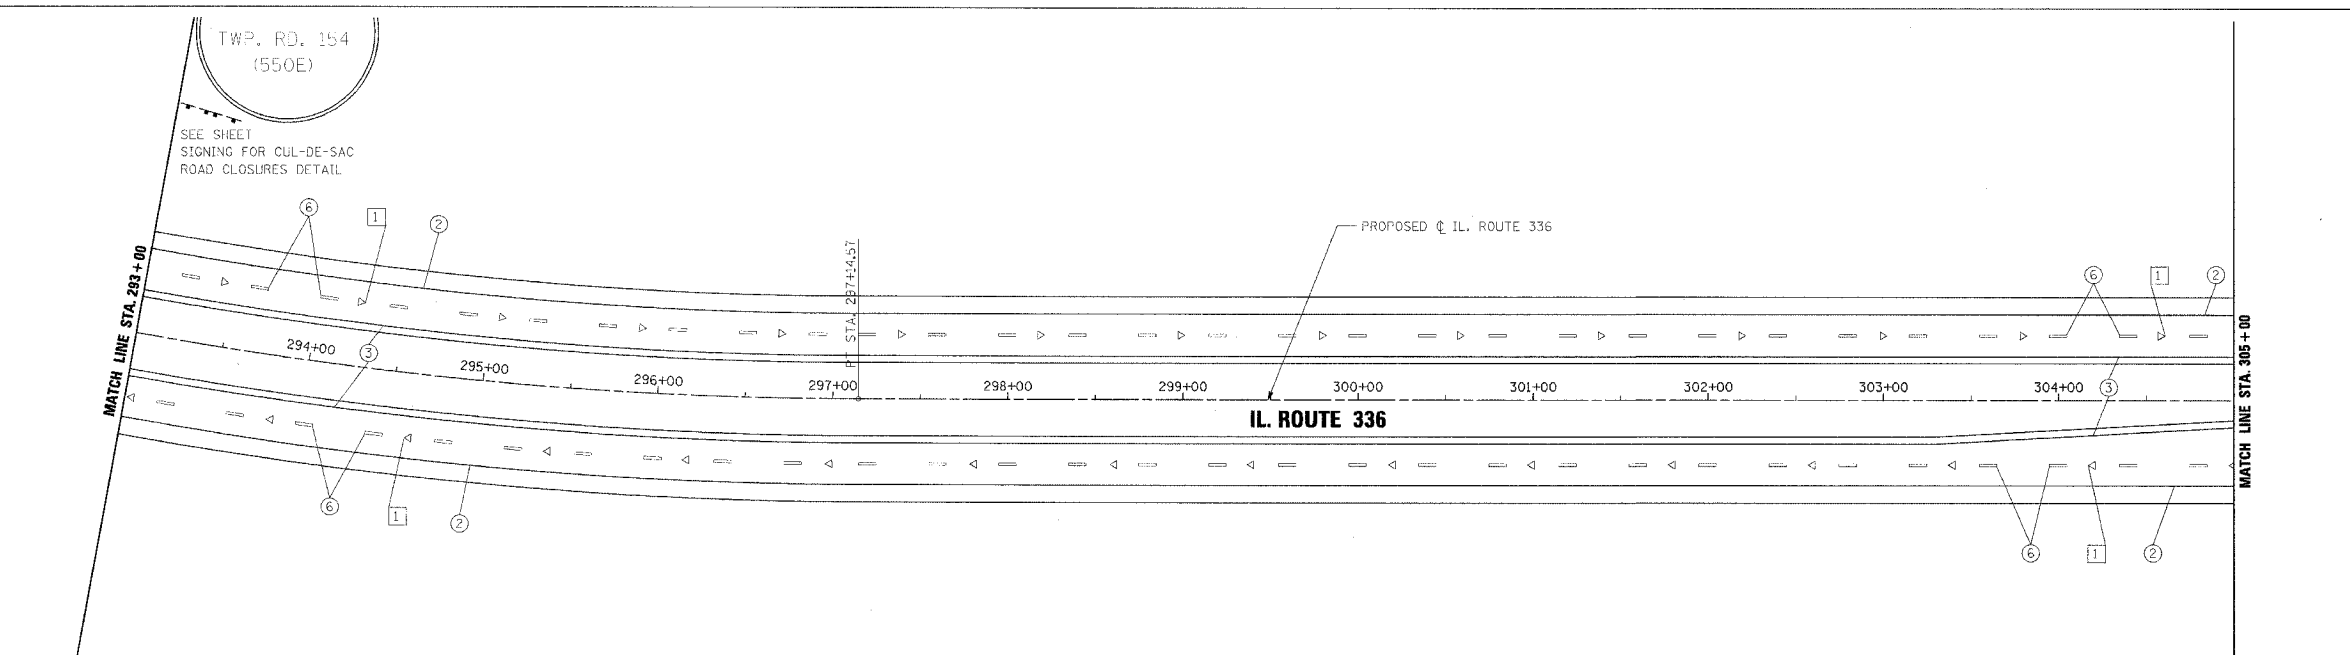 TWP. RD. 154
(550E)
SEE SHEET
SIGNING FOR CUL-DE-SAC
ROAD CLOSURES DETAIL
6
1
2
PROPOSED ℄ IL. ROUTE 336
PT STA. 297+14.57
6
1
2
MATCH LINE STA. 293+00
294+00
3
295+00
296+00
297+00
298+00
299+00
300+00
301+00
302+00
303+00
304+00
3
IL. ROUTE 336
MATCH LINE STA. 305+00
6
1
2
6
1
2